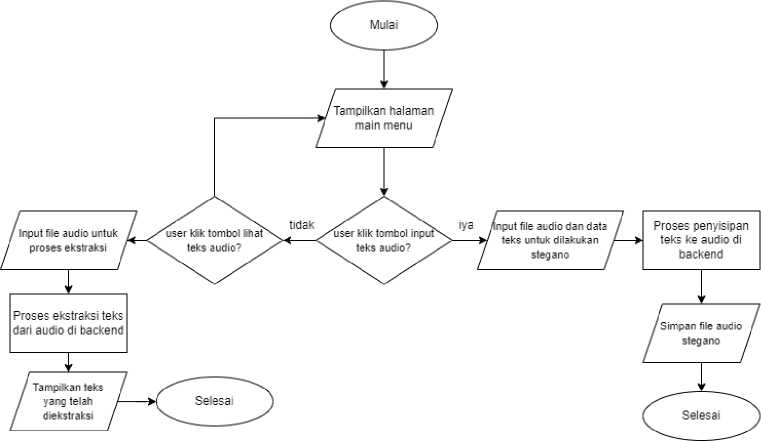 Mulai
Tampilkan halaman
main menu
user klik tombol input
teks audio?
tidak
iya
user klik tombol lihat
teks audio?
Input file audio untuk
proses ekstraksi
Proses ekstraksi teks
dari audio di backend
Tampilkan teks
yang telah
diekstraksi
Selesai
Input file audio dan data
teks untuk dilakukan
stegano
Proses penyisipan
teks ke audio di
backend
Simpan file audio
stegano
Selesai